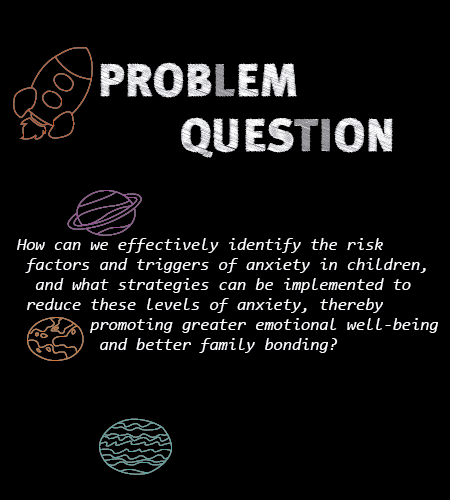 PROBLEM
QUESTION
How can we effectively identify the risk
factors and triggers of anxiety in children,
and what strategies can be implemented to
reduce these levels of anxiety, thereby
promoting greater emotional well-being
and better family bonding?